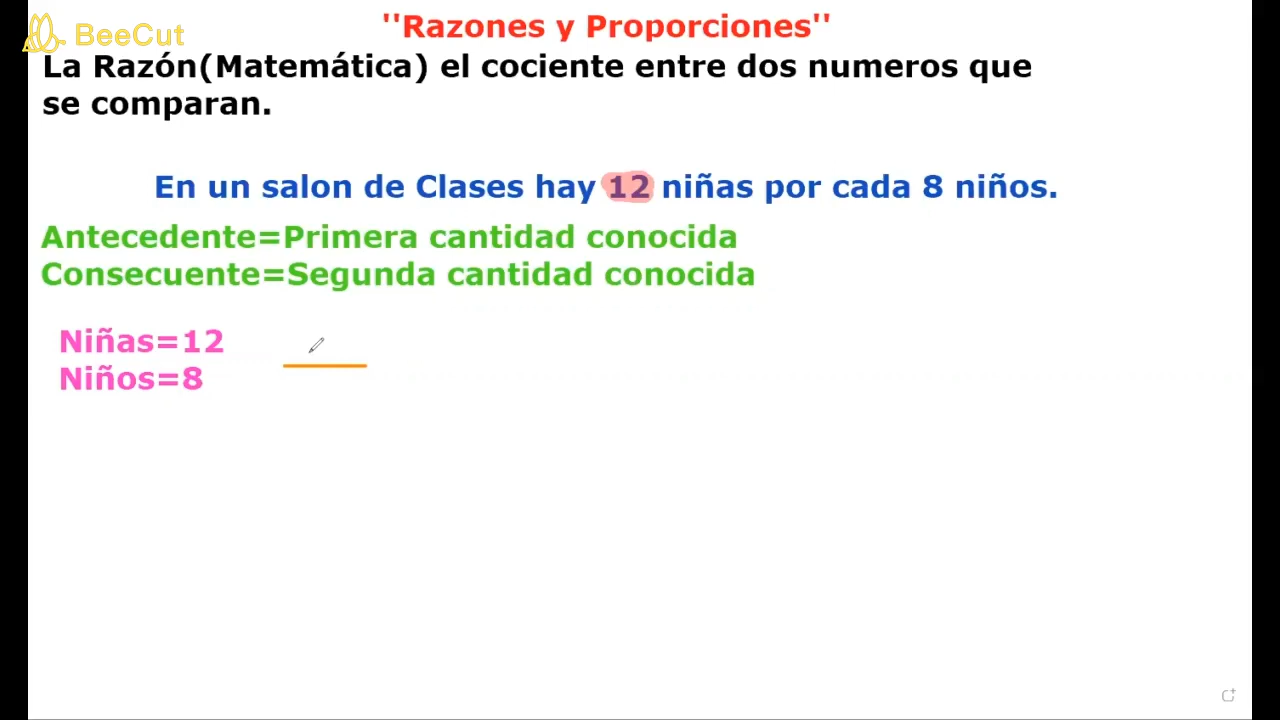 BeeCut
''Razones y Proporciones''
La Razón(Matemática) el cociente entre dos numeros que
se comparan.
En un salon de Clases hay 12 niñas por cada 8 niños.
Antecedente=Primera cantidad conocida
Consecuente=Segunda cantidad conocida
Niñas=12
Niños=8